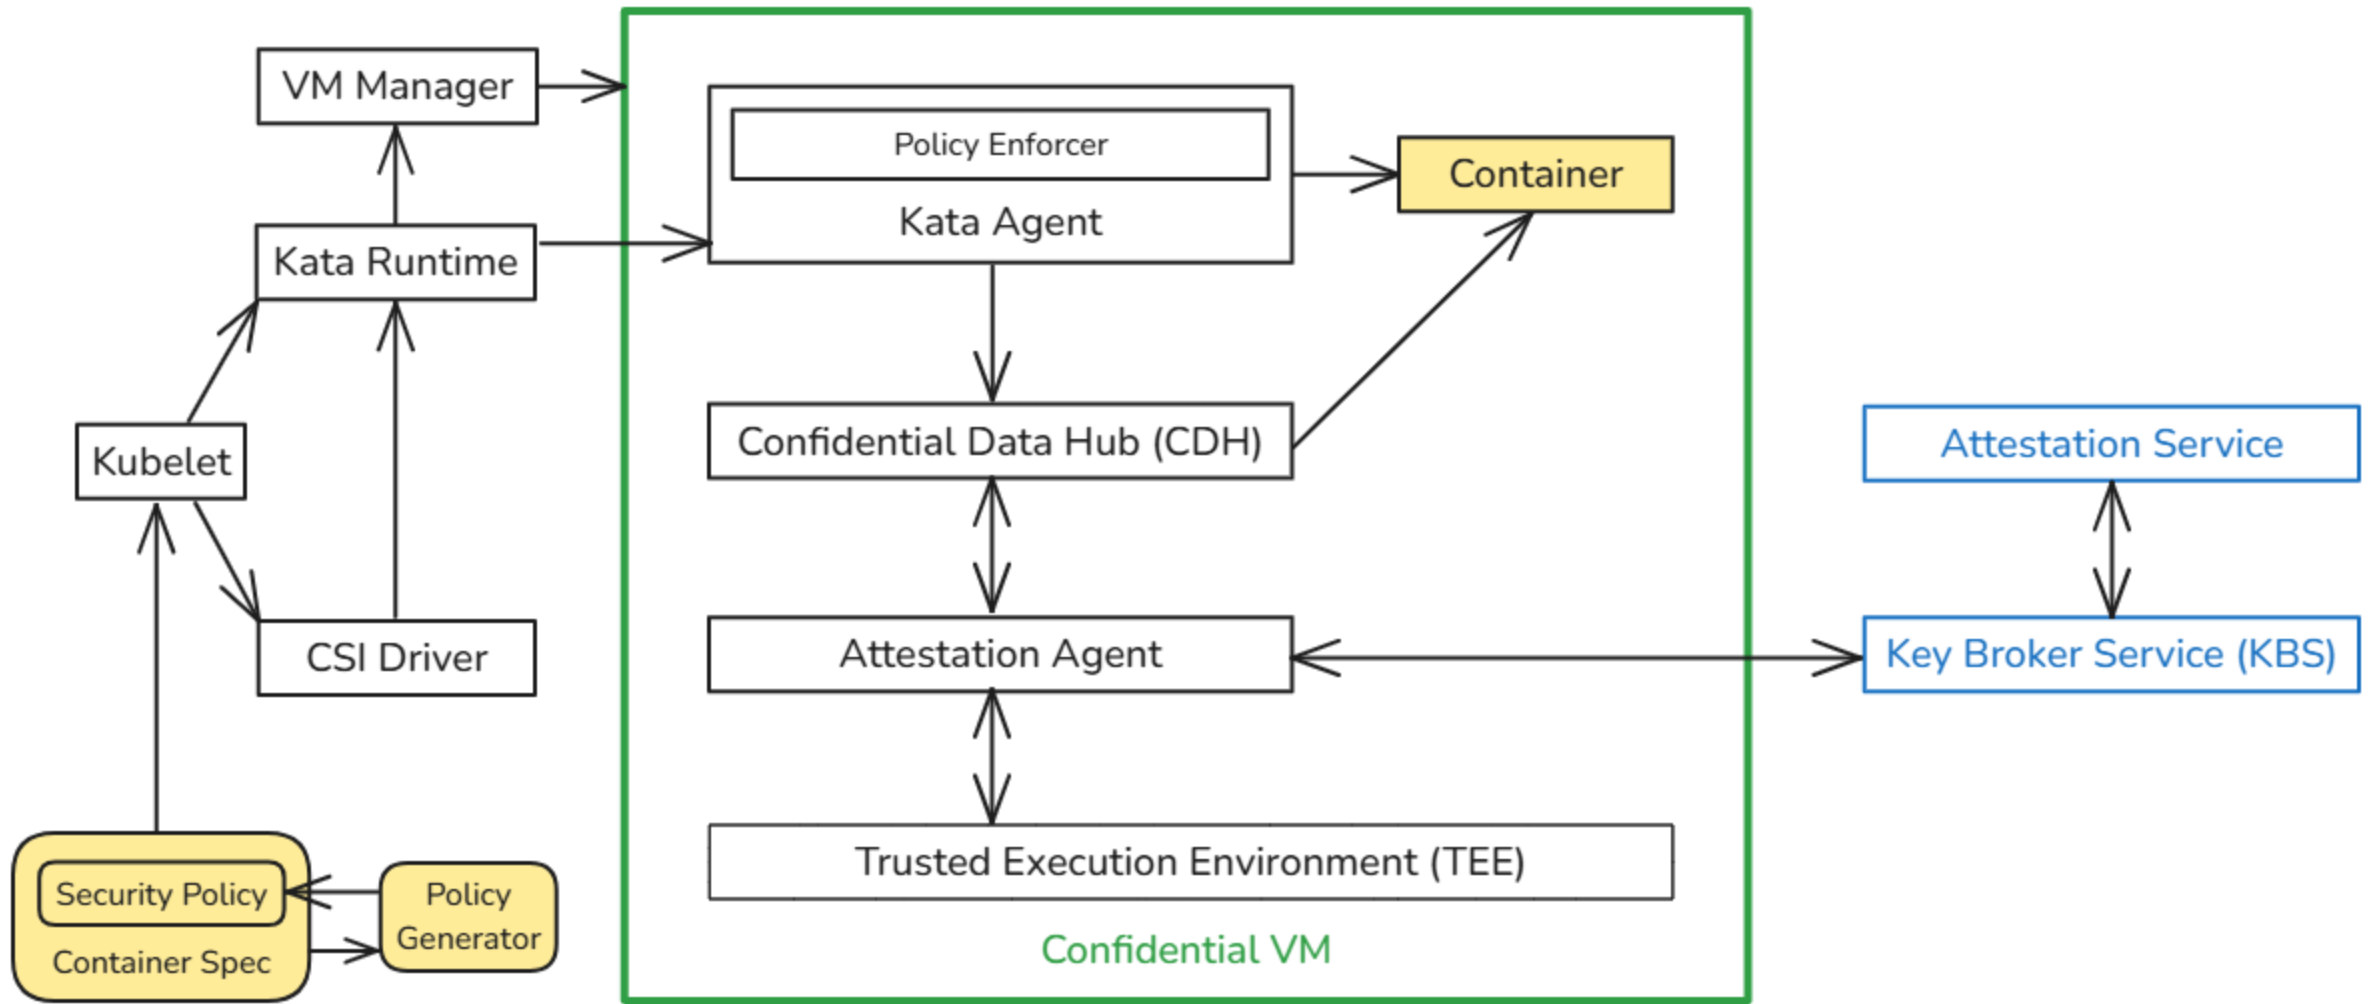 VM Manager
Policy Enforcer
Container
Kata Agent
Kata Runtime
Kubelet
Confidential Data Hub (CDH)
Attestation Service
CSI Driver
Attestation Agent
Key Broker Service (KBS)
Trusted Execution Environment (TEE)
Security Policy
Container Spec
Policy
Generator
Confidential VM